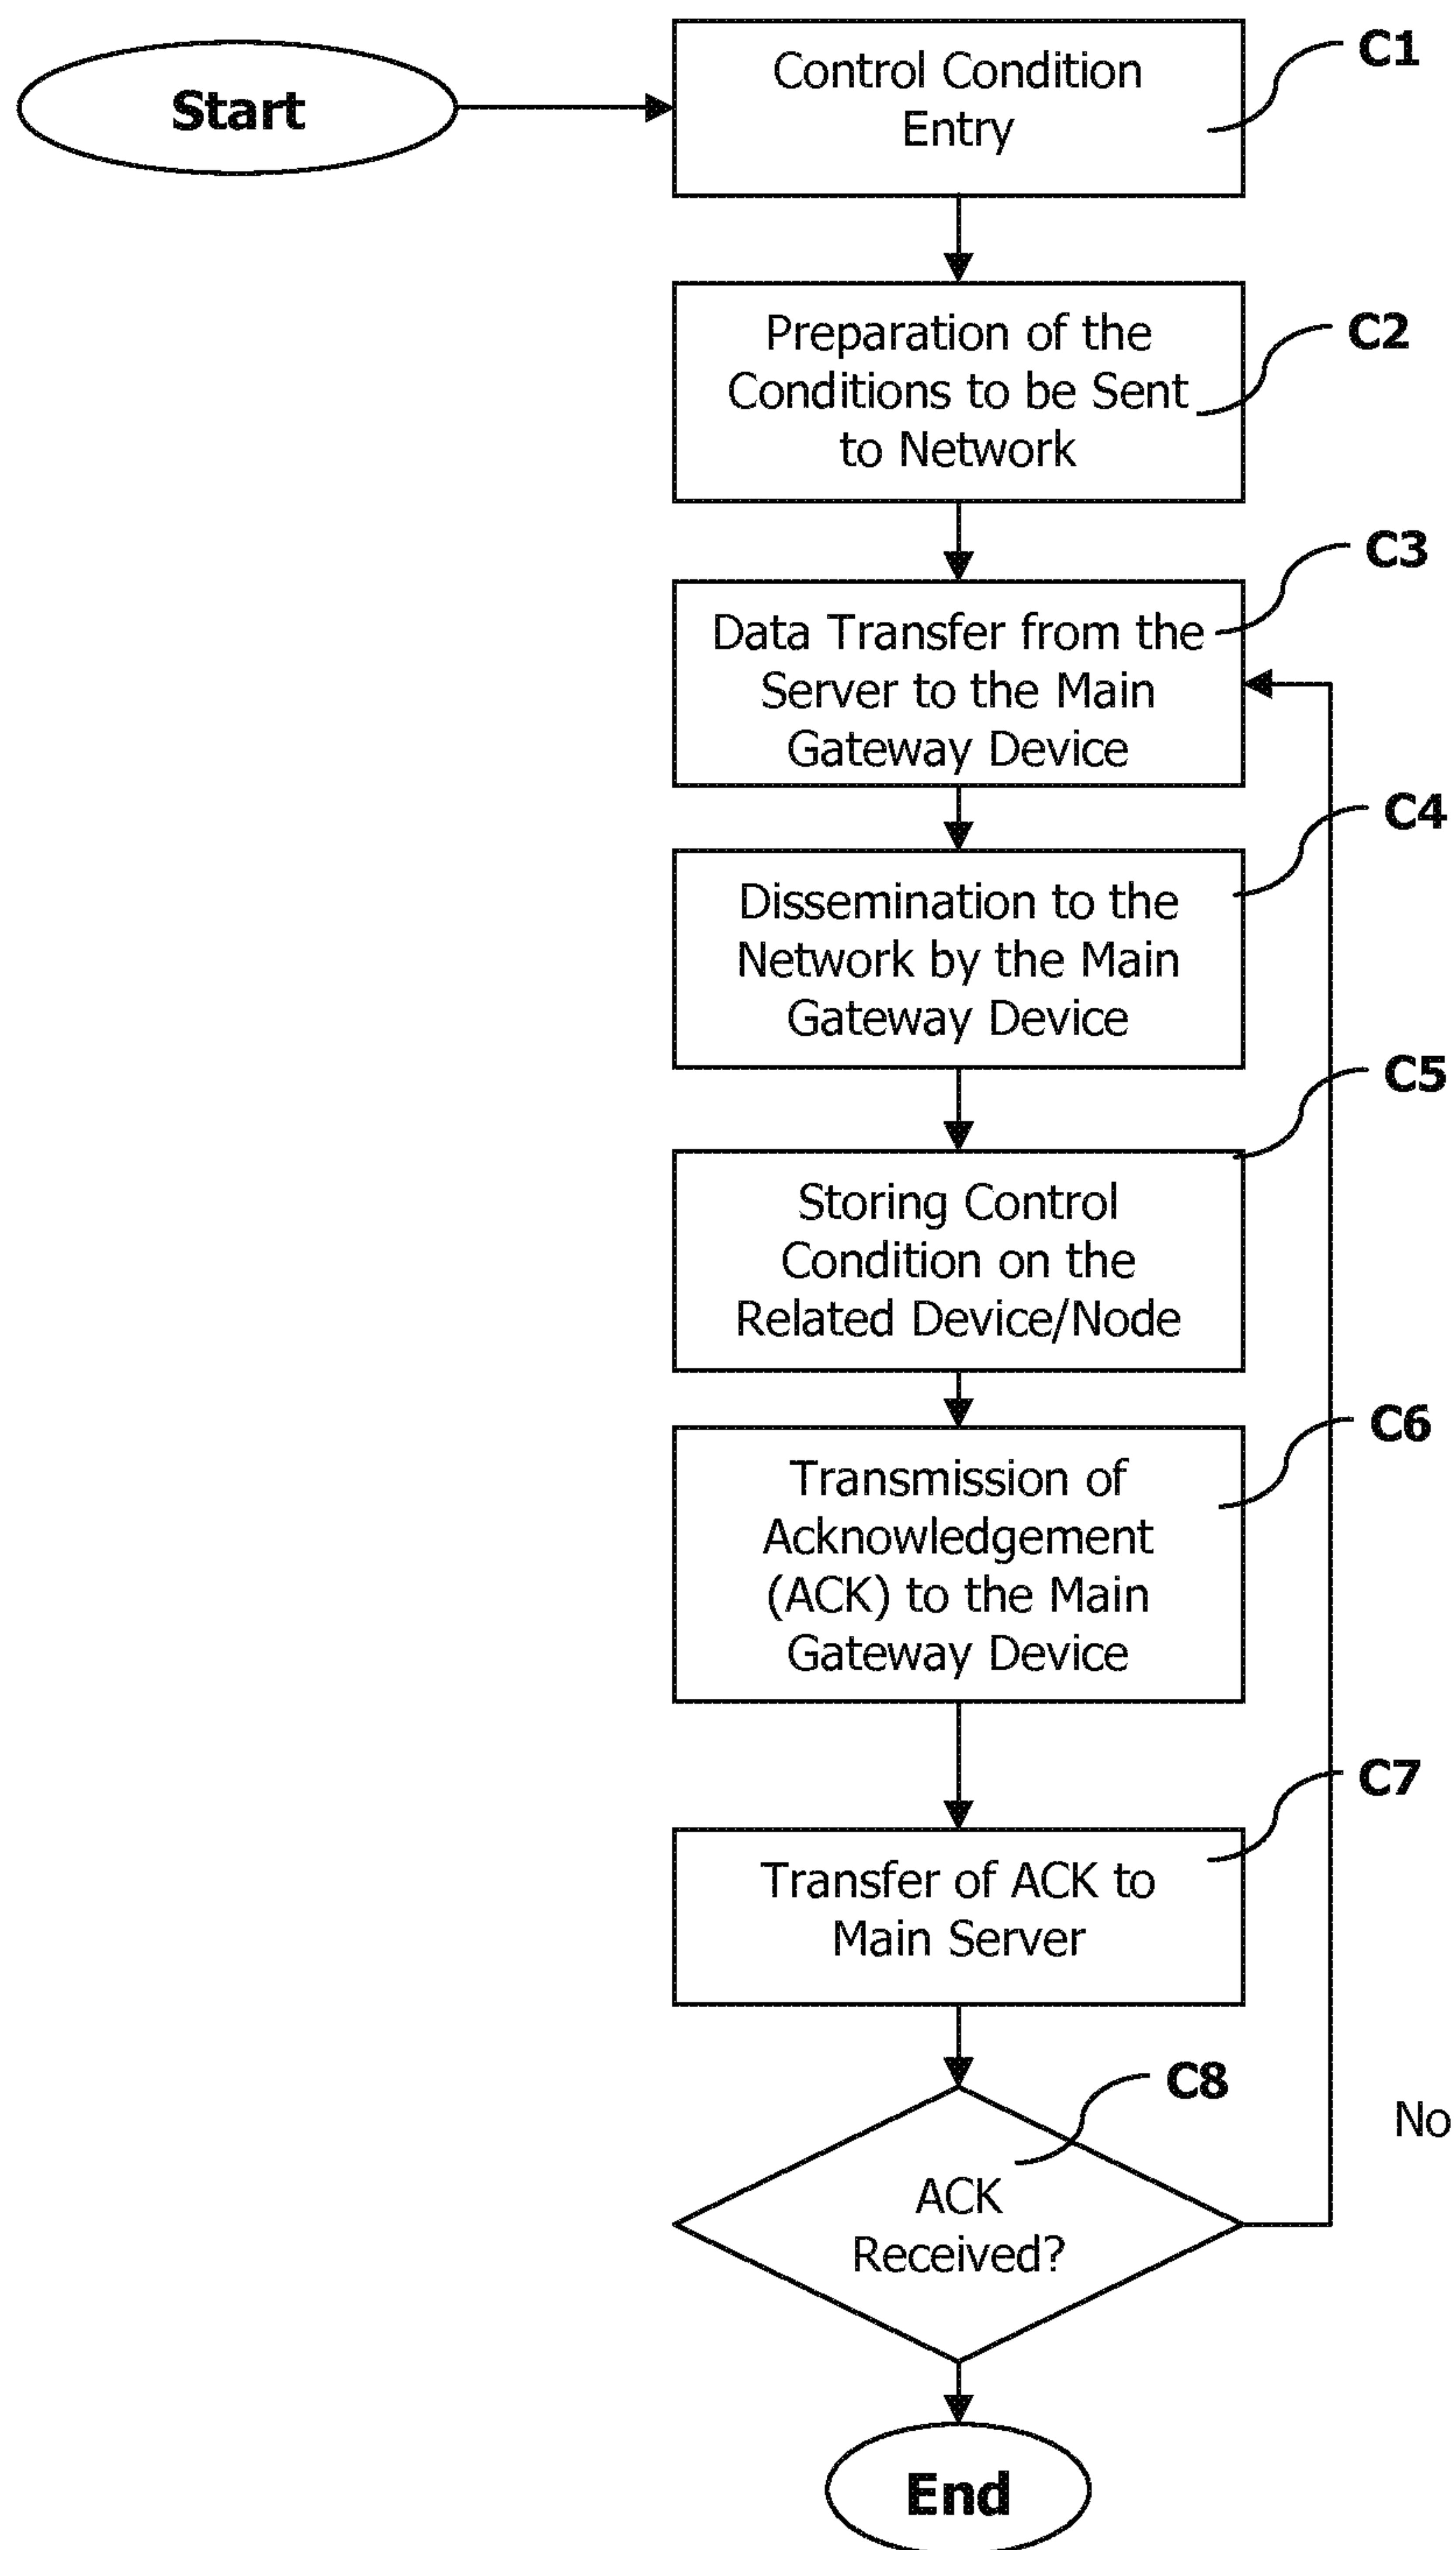 Start
Control Condition
Entry
C1
Preparation of the
Conditions to be Sent
to Network
C2
Data Transfer from the
Server to the Main
Gateway Device
C3
Dissemination to the
Network by the Main
Gateway Device
C4
Storing Control
Condition on the
Related Device/Node
C5
Transmission of
Acknowledgement
(ACK) to the Main
Gateway Device
C6
Transfer of ACK to
Main Server
C7
ACK
Received?
C8
No
End